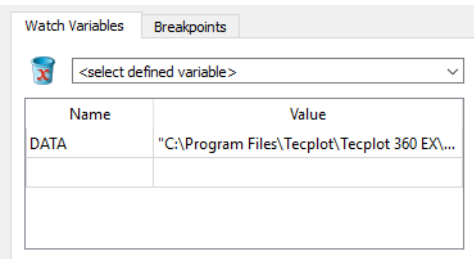 Watch Variables Breakpoints
<select defined variable>
Name Value
DATA "C:\Program Files\Tecplot\Tecplot 360 EX\...